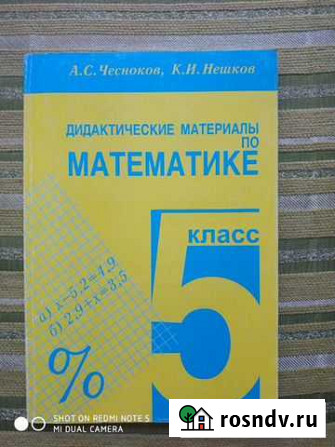 А.С.Чесноков, К.И.Нешков
ДИДАКТИЧЕСКИЕ МАТЕРИАЛЫ
ПО
МАТЕМАТИКЕ
5
класс
а) x−5,2=4,9
б) 2,9+x=3,5
%
SHOT ON REDMI NOTE 5
MI DUAL CAMERA
rosndv.ru